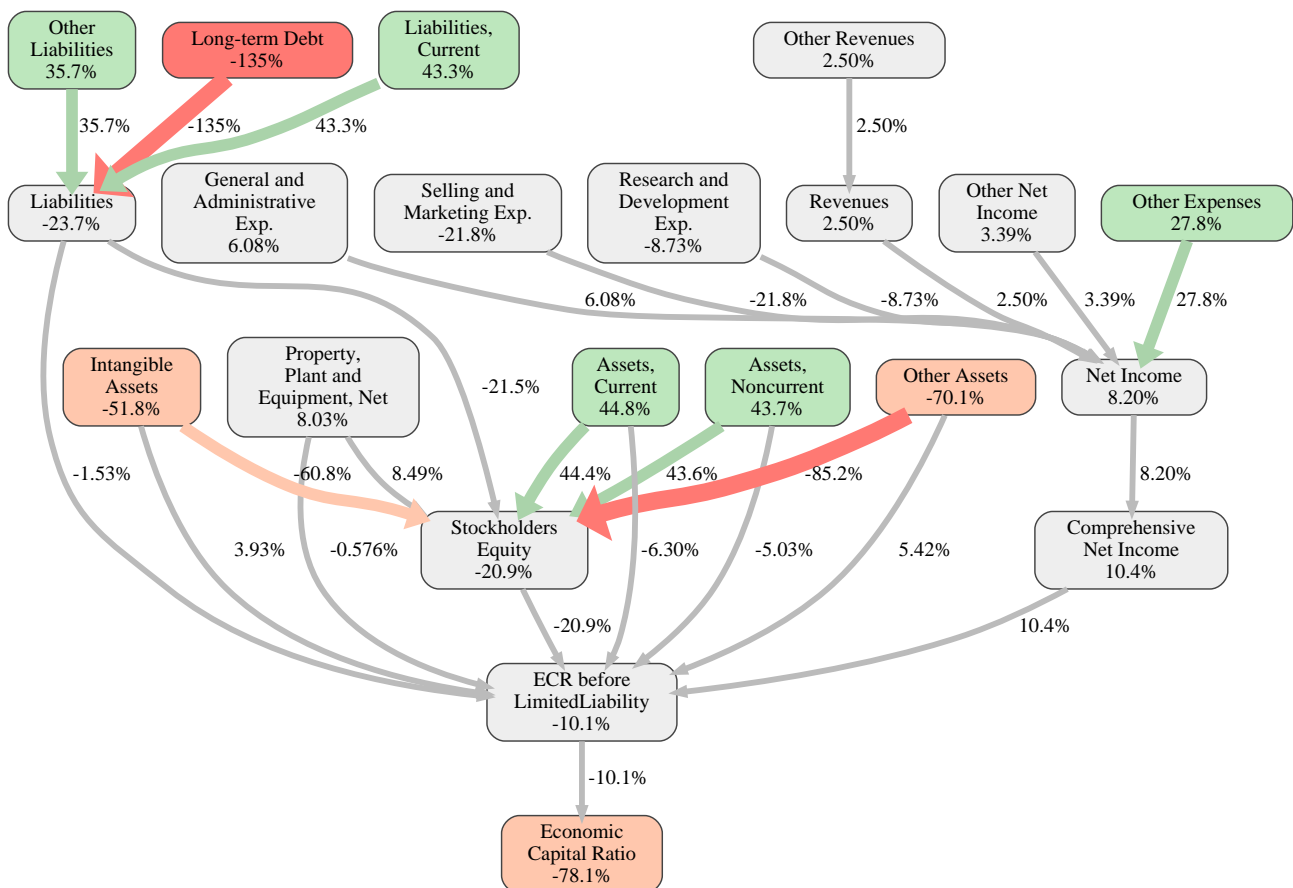 Other
Liabilities
35.7%
Long-term Debt
-135%
Liabilities,
Current
43.3%
Other Revenues
2.50%
35.7%
-135%
43.3%
2.50%
Liabilities
-23.7%
General and
Administrative
Exp.
6.08%
Selling and
Marketing Exp.
-21.8%
Research and
Development
Exp.
-8.73%
Revenues
2.50%
Other Net
Income
3.39%
Other Expenses
27.8%
6.08%
-21.8%
-8.73%
2.50%
3.39%
27.8%
Intangible
Assets
-51.8%
Property,
Plant and
Equipment, Net
8.03%
-21.5%
Assets,
Current
44.8%
Assets,
Noncurrent
43.7%
Other Assets
-70.1%
Net Income
8.20%
-1.53%
-60.8%
8.49%
44.4%
43.6%
-85.2%
8.20%
3.93%
-0.576%
Stockholders
Equity
-20.9%
-6.30%
-5.03%
5.42%
Comprehensive
Net Income
10.4%
-20.9%
10.4%
ECR before
LimitedLiability
-10.1%
-10.1%
Economic
Capital Ratio
-78.1%